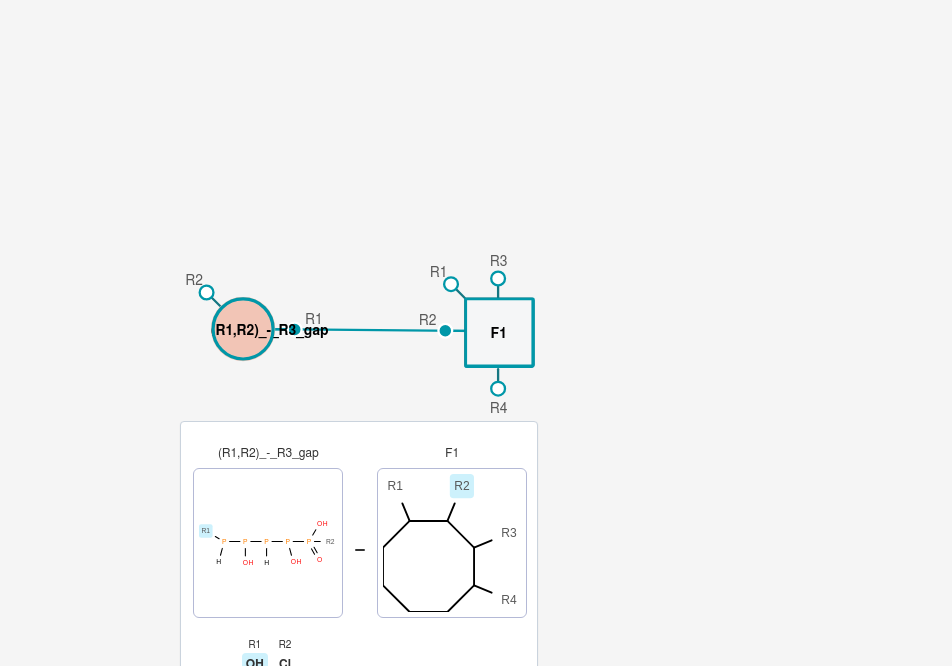 R1
R3
R2
R1
R2
R1,R2)_-_R3_gap
F1
R4
(R1,R2)_-_R3_gap
F1
R1
R2
OH
R3
R1
P
P
P
P
P
R2
H
OH
H
OH
O
R4
R1
R2
OH
Cl